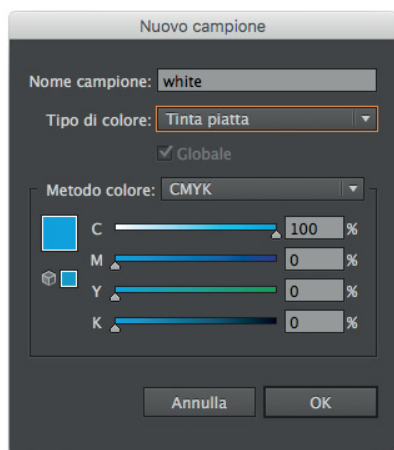 Nuovo campione
Nome campione: white
Tipo di colore: Tinta piatta
Globale
Metodo colore: CMYK
C 100 %
M 0 %
Y 0 %
K 0 %
Annulla OK